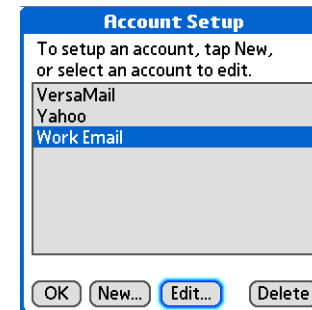 Account Setup
To setup an account, tap New,
or select an account to edit.
VersaMail
Yahoo
Work Email
OK New... Edit... Delete